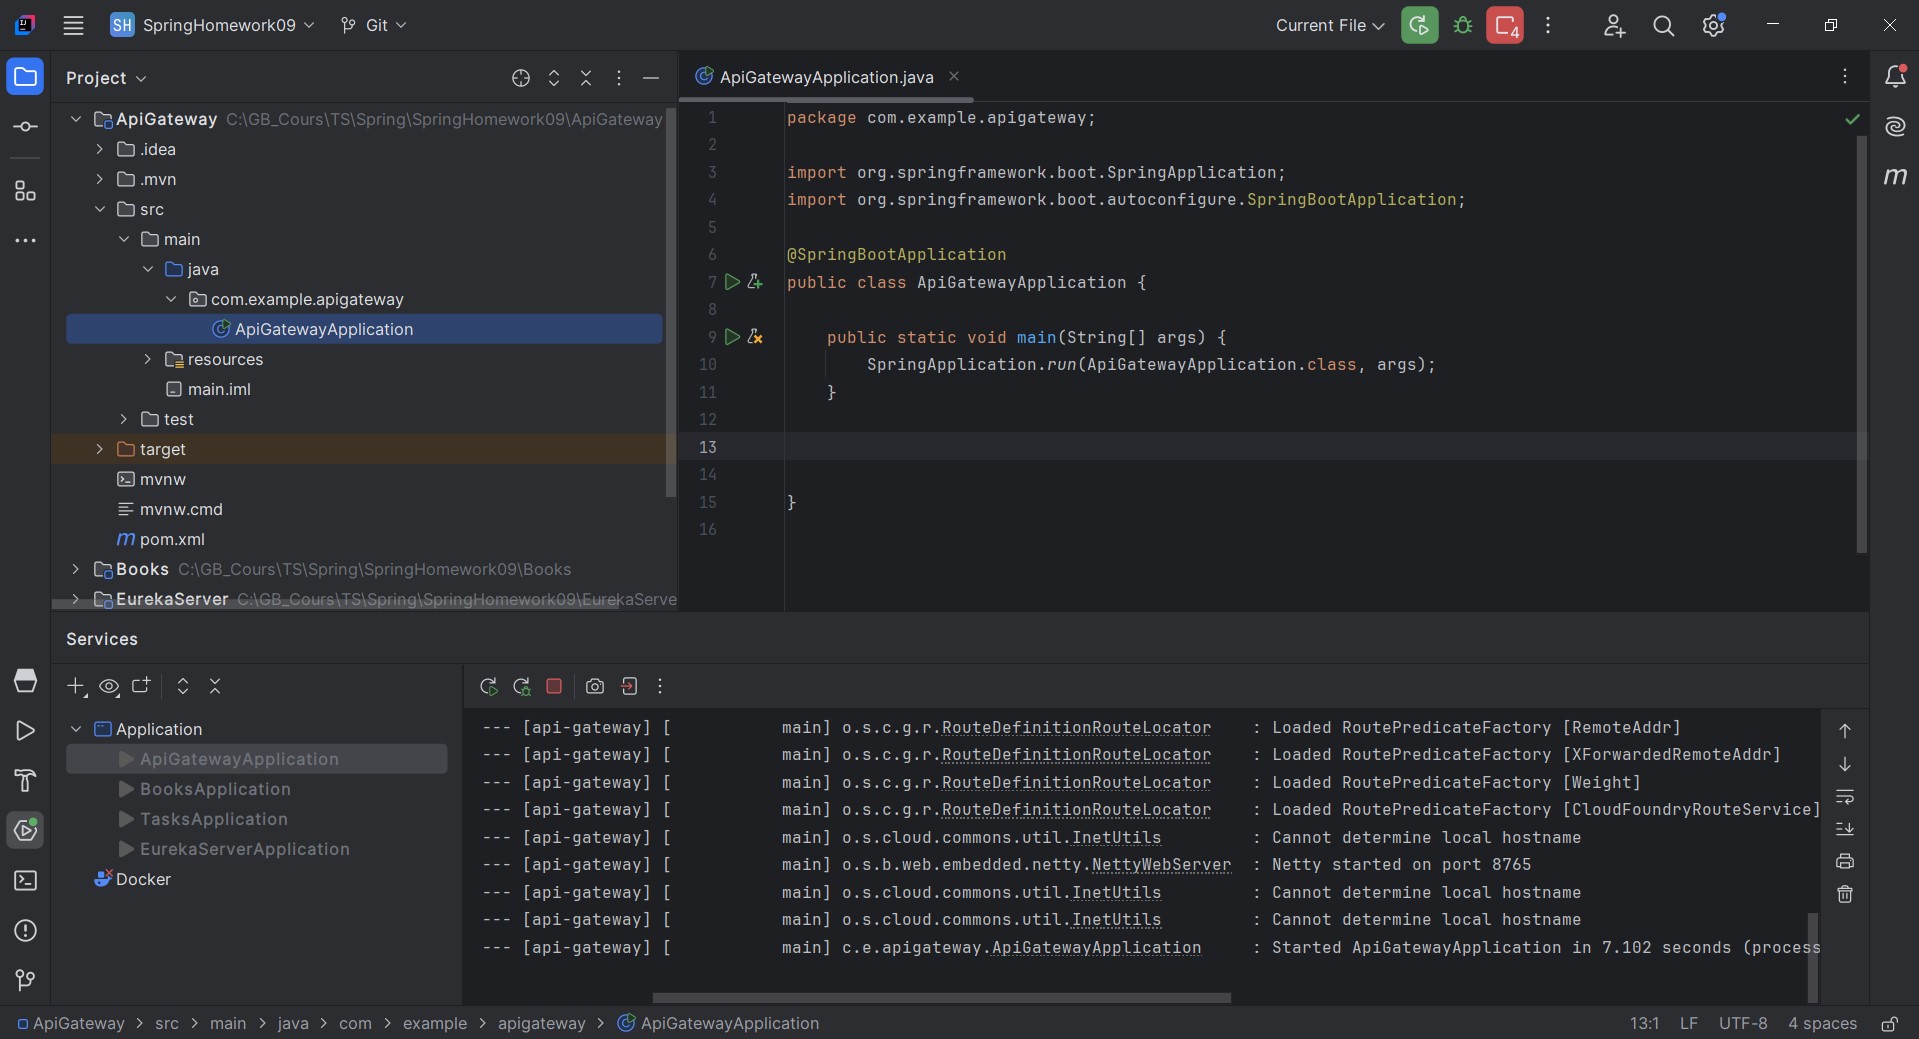 SH SpringHomework09 Git Current File 4
Project
ApiGateway C:\GB_Cours\TS\Spring\SpringHomework09\ApiGateway
.idea
.mvn
src
main
java
com.example.apigateway
ApiGatewayApplication
resources
main.iml
test
target
mvnw
mvnw.cmd
m pom.xml
Books C:\GB_Cours\TS\Spring\SpringHomework09\Books
EurekaServer C:\GB_Cours\TS\Spring\SpringHomework09\EurekaServe
ApiGatewayApplication.java
1 package com.example.apigateway;
2
3 import org.springframework.boot.SpringApplication;
4 import org.springframework.boot.autoconfigure.SpringBootApplication;
5
6 @SpringBootApplication
7 public class ApiGatewayApplication {
8
9 public static void main(String[] args) {
10 SpringApplication.run(ApiGatewayApplication.class, args);
11 }
12
13
14
15 }
16
m
Services
Application
ApiGatewayApplication
BooksApplication
TasksApplication
EurekaServerApplication
Docker
--- [api-gateway] [ main] o.s.c.g.r.RouteDefinitionRouteLocator : Loaded RoutePredicateFactory [RemoteAddr]
--- [api-gateway] [ main] o.s.c.g.r.RouteDefinitionRouteLocator : Loaded RoutePredicateFactory [XForwardedRemoteAddr]
--- [api-gateway] [ main] o.s.c.g.r.RouteDefinitionRouteLocator : Loaded RoutePredicateFactory [Weight]
--- [api-gateway] [ main] o.s.c.g.r.RouteDefinitionRouteLocator : Loaded RoutePredicateFactory [CloudFoundryRouteService]
--- [api-gateway] [ main] o.s.cloud.commons.util.InetUtils : Cannot determine local hostname
--- [api-gateway] [ main] o.s.b.web.embedded.netty.NettyWebServer : Netty started on port 8765
--- [api-gateway] [ main] o.s.cloud.commons.util.InetUtils : Cannot determine local hostname
--- [api-gateway] [ main] o.s.cloud.commons.util.InetUtils : Cannot determine local hostname
--- [api-gateway] [ main] c.e.apigateway.ApiGatewayApplication : Started ApiGatewayApplication in 7.102 seconds (process
ApiGateway > src > main > java > com > example > apigateway > ApiGatewayApplication 13:1 LF UTF-8 4 spaces